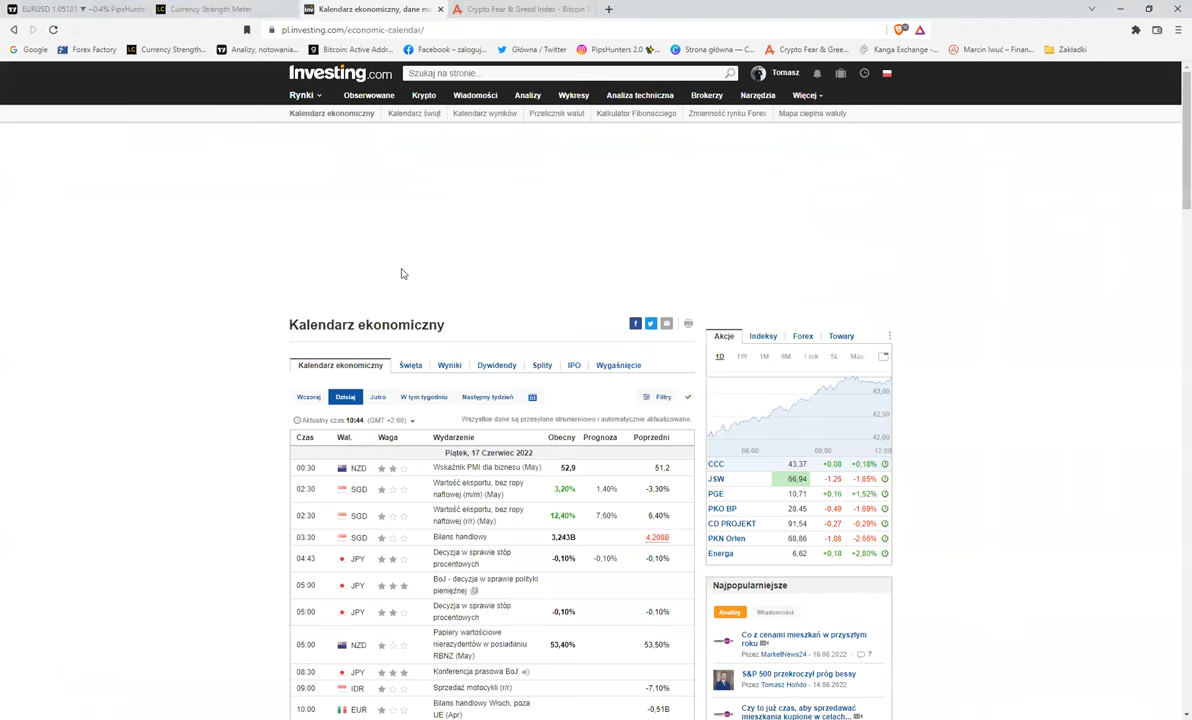 EURUSD 1.05101 ▼ −0.4% PipsHunte
Currency Strength Meter
Kalendarz ekonomiczny, dane ma
Crypto Fear & Greed Index - Bitcoin
pl.investing.com/economic-calendar/
Google Forex Factory Currency Strength... Analizy, notowania... Bitcoin: Active Addr... Facebook – zaloguj... Główna / Twitter PipsHunters 2.0 Strona główna — C... Crypto Fear & Gree... Kanga Exchange -... Marcin Iwuć – Finan... Zakładki
Investing.com Szukaj na stronie... Tomasz
Rynki Obserwowane Krypto Wiadomości Analizy Wykresy Analiza techniczna Brokerzy Narzędzia Więcej
Kalendarz ekonomiczny Kalendarz świąt Kalendarz wyników Przelicznik walut Kalkulator Fibonacciego Zmienność rynku Forex Mapa cieplna waluty
Kalendarz ekonomiczny
Kalendarz ekonomiczny Święta Wyniki Dywidendy Splity IPO Wygaśnięcie
Wczoraj Dzisiaj Jutro W tym tygodniu Następny tydzień Filtry
Aktualny czas: 10:44 (GMT +2:00) Wszystkie dane są przesyłane strumieniowo i automatycznie aktualizowane.
Czas Wal. Waga Wydarzenie Obecny Prognoza Poprzedni
Piątek, 17 Czerwiec 2022
00:30 NZD Wskaźnik PMI dla biznesu (May) 52,9 51,2
02:30 SGD Wartość eksportu, bez ropy naftowej (m/m) (May) 3,20% 1,40% -3,30%
02:30 SGD Wartość eksportu, bez ropy naftowej (r/r) (May) 12,40% 7,60% 6,40%
03:30 SGD Bilans handlowy 3,243B 4,208B
04:43 JPY Decyzja w sprawie stóp procentowych -0,10% -0,10% -0,10%
05:00 JPY BoJ - decyzja w sprawie polityki pieniężnej
05:00 JPY Decyzja w sprawie stóp procentowych -0,10% -0,10%
05:00 NZD Papiery wartościowe nierezydentów w posiadaniu RBNZ (May) 53,40% 53,50%
08:30 JPY Konferencja prasowa BoJ
09:00 IDR Sprzedaż motocykli (r/r) -7,10%
10:00 EUR Bilans handlowy Włoch, poza UE (Apr) -0,51B
Akcje Indeksy Forex Towary
1D 1W 1M 6M 1 rok 5L Max.
43,00
42,50
42,00
06:00 09:00 12:00
CCC 43,37 +0,08 +0,18%
JSW 66,94 -1,26 -1,85%
PGE 10,71 +0,16 +1,52%
PKO BP 28,45 -0,49 -1,69%
CD PROJEKT 91,54 -0,27 -0,29%
PKN Orlen 68,86 -1,88 -2,66%
Energa 6,62 +0,18 +2,80%
Najpopularniejsze
Analizy Wiadomości
Co z cenami mieszkań w przyszłym
roku
Przez MarketNews24 - 16.06.2022 7
S&P 500 przekroczył próg bessy
Przez Tomasz Hońdo - 14.06.2022
Czy to już czas, aby sprzedawać
mieszkania kupione w celach...